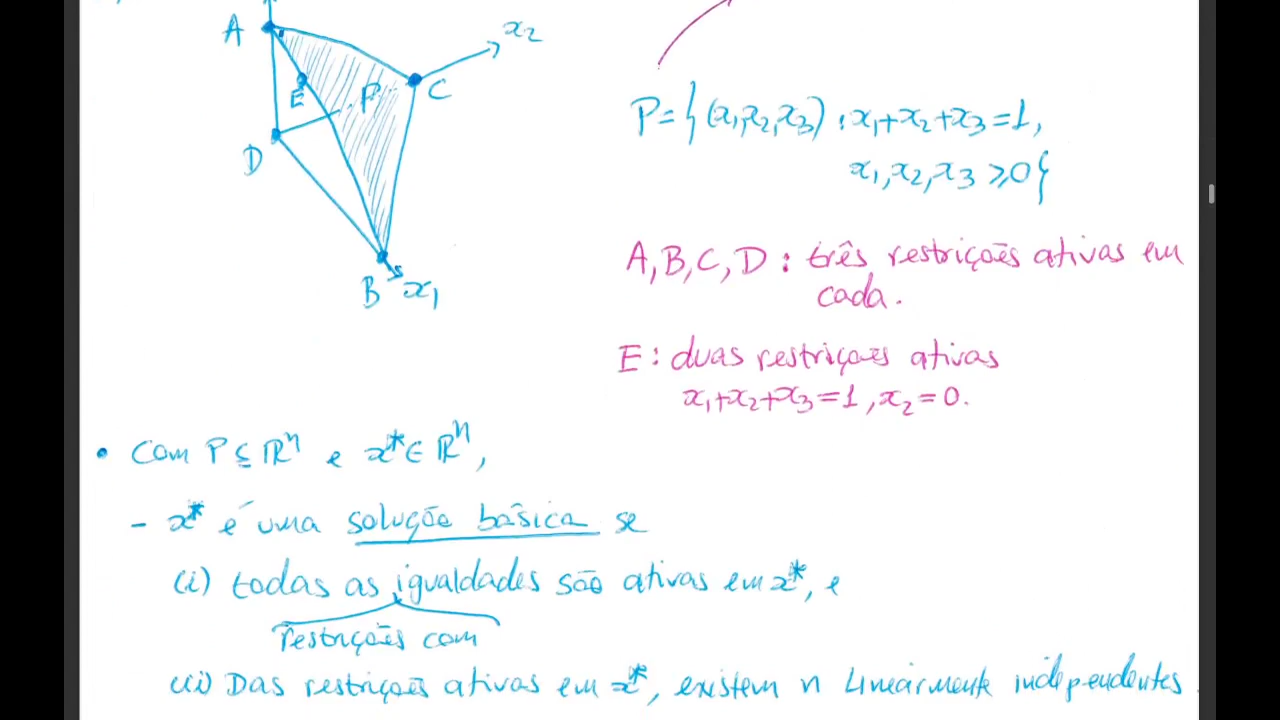 A
x₂
E
P
C
D
B x₁
P={ (x₁,x₂,x₃) : x₁+x₂+x₃=1,
x₁,x₂,x₃ ≥0}
A,B,C,D : três restrições ativas em
cada.
E : duas restrições ativas
x₁+x₂+x₃=1, x₂=0.
• Com P ⊆ ℝⁿ e x* ∈ ℝⁿ,
- x* é uma solução básica se
(i) todas as igualdades são ativas em x*, e
restrições com
(ii) Das restrições ativas em x*, existem n linearmente independentes.